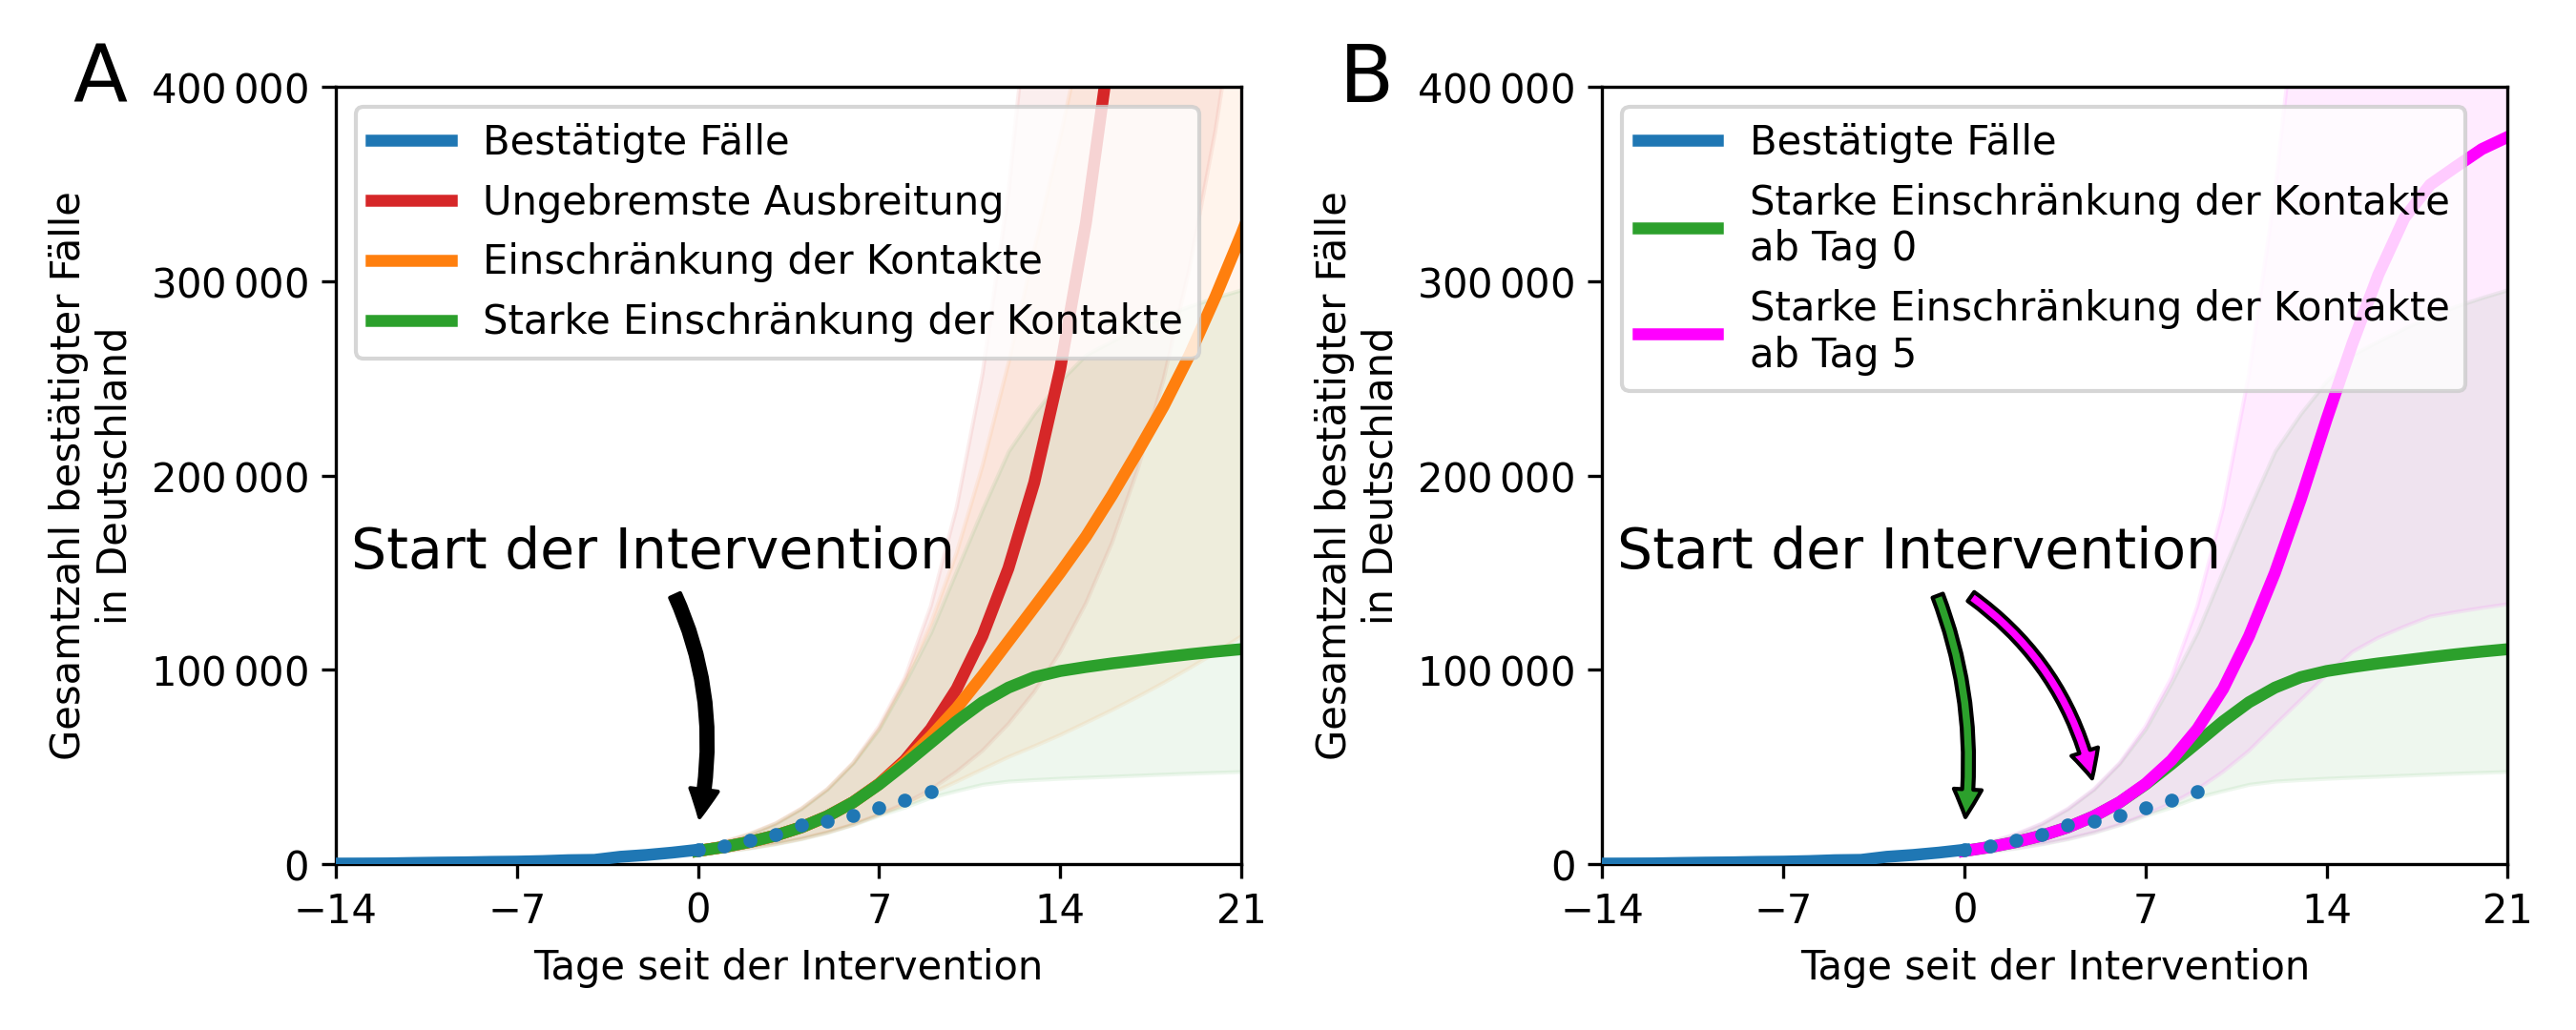 A
400 000
300 000
200 000
100 000
0
Gesamtzahl bestätigter Fälle
in Deutschland
Bestätigte Fälle
Ungebremste Ausbreitung
Einschränkung der Kontakte
Starke Einschränkung der Kontakte
Start der Intervention
−14 −7 0 7 14 21
Tage seit der Intervention
B
400 000
300 000
200 000
100 000
0
Gesamtzahl bestätigter Fälle
in Deutschland
Bestätigte Fälle
Starke Einschränkung der Kontakte
ab Tag 0
Starke Einschränkung der Kontakte
ab Tag 5
Start der Intervention
−14 −7 0 7 14 21
Tage seit der Intervention